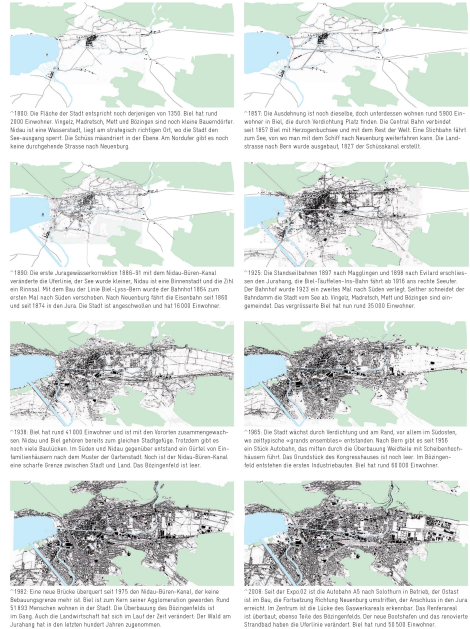 ^1800: Die Fläche der Stadt entspricht noch derjenigen von 1350. Biel hat rund
2000 Einwohner. Vingelz, Madretsch, Mett und Bözingen sind noch kleine Bauerndörfer.
Nidau ist eine Wasserstadt, liegt am strategisch richtigen Ort, wo die Stadt den
See-ausgang sperrt. Die Schüss mäandriert in der Ebene. Am Nordufer gibt es noch
keine durchgehende Strasse nach Neuenburg.
^1857: Die Ausdehnung ist noch dieselbe, doch unterdessen wohnen rund 5900 Ein-
wohner in Biel, die durch Verdichtung Platz finden. Die Central Bahn verbindet
seit 1857 Biel mit Herzogenbuchsee und mit dem Rest der Welt. Eine Stichbahn fährt
zum See, von wo man mit dem Schiff nach Neuenburg weiterfahren kann. Die Land-
strasse nach Bern wurde ausgebaut, 1827 der Schüsskanal erstellt.
^1890: Die erste Juragewässerkorrektion 1886–91 mit dem Nidau-Büren-Kanal
veränderte die Uferlinie, der See wurde kleiner, Nidau ist eine Binnenstadt und die Zihl
ein Rinnsal. Mit dem Bau der Linie Biel-Lyss-Bern wurde der Bahnhof 1864 zum
ersten Mal nach Süden verschoben. Nach Neuenburg fährt die Eisenbahn seit 1860
und seit 1874 in den Jura. Die Stadt ist angeschwollen und hat 16 000 Einwohner.
^1925: Die Standseilbahnen 1897 nach Magglingen und 1898 nach Evilard erschlies-
sen den Jurahang, die Biel-Täuffelen-Ins-Bahn fährt ab 1916 ans rechte Seeufer.
Der Bahnhof wurde 1923 ein zweites Mal nach Süden verlegt. Seither schneidet der
Bahndamm die Stadt vom See ab. Vingelz, Madretsch, Mett und Bözingen sind ein-
gemeindet. Das vergrösserte Biel hat nun rund 35 000 Einwohner.
^1938: Biel hat rund 41 000 Einwohner und ist mit den Vororten zusammengewach-
sen. Nidau und Biel gehören bereits zum gleichen Stadtgefüge. Trotzdem gibt es
noch viele Baulücken. Im Süden und Nidau gegenüber entstand ein Gürtel von Ein-
familienhäusern nach dem Muster der Gartenstadt. Noch ist der Nidau-Büren-Kanal
eine scharfe Grenze zwischen Stadt und Land. Das Bözingenfeld ist leer.
^1965: Die Stadt wächst durch Verdichtung und am Rand, vor allem im Südosten,
wo zeittypische «grands ensembles» entstanden. Nach Bern gibt es seit 1956
ein Stück Autobahn, das mitten durch die Überbauung Weidteile mit Scheibenhoch-
häusern führt. Das Grundstück des Kongresshauses ist noch leer. Im Bözingen-
feld entstehen die ersten Industriebauten. Biel hat rund 60 000 Einwohner.
^1982: Eine neue Brücke überquert seit 1975 den Nidau-Büren-Kanal, der keine
Bebauungsgrenze mehr ist. Biel ist zum Kern seiner Agglomeration geworden. Rund
51 893 Menschen wohnen in der Stadt. Die Überbauung des Bözingenfelds ist
im Gang. Auch die Landwirtschaft hat sich im Lauf der Zeit verändert. Der Wald am
Jurahang hat in den letzten hundert Jahren zugenommen.
^2008: Seit der Expo.02 ist die Autobahn A5 nach Solothurn in Betrieb, der Ostast
ist im Bau, die Fortsetzung Richtung Neuenburg umstritten, der Anschluss in den Jura
erreicht. Im Zentrum ist die Lücke des Gaswerkareals erkennbar. Das Renferareal
ist überbaut, ebenso Teile des Bözingenfelds. Der neue Bootshafen und das renovierte
Strandbad haben die Uferlinie verändert. Biel hat rund 50 500 Einwohner.